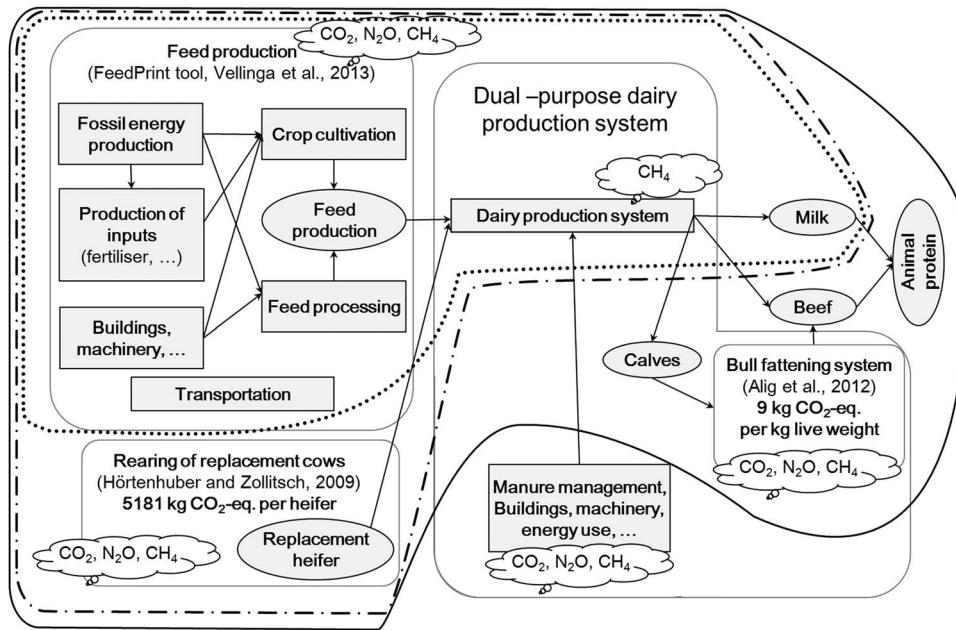 CO₂, N₂O, CH₄
Feed production
(FeedPrint tool, Vellinga et al., 2013)
Fossil energy
production
Crop cultivation
Production of
inputs
(fertiliser, …)
Feed
production
Buildings,
machinery, …
Feed processing
Transportation
Dual –purpose dairy
production system
CH₄
Dairy production system
Milk
Beef
Animal
protein
Calves
Bull fattening system
(Alig et al., 2012)
9 kg CO₂-eq.
per kg live weight
CO₂, N₂O, CH₄
Rearing of replacement cows
(Hörtenhuber and Zollitsch, 2009)
5181 kg CO₂-eq. per heifer
CO₂, N₂O, CH₄
Replacement
heifer
Manure management,
Buildings, machinery,
energy use, …
CO₂, N₂O, CH₄